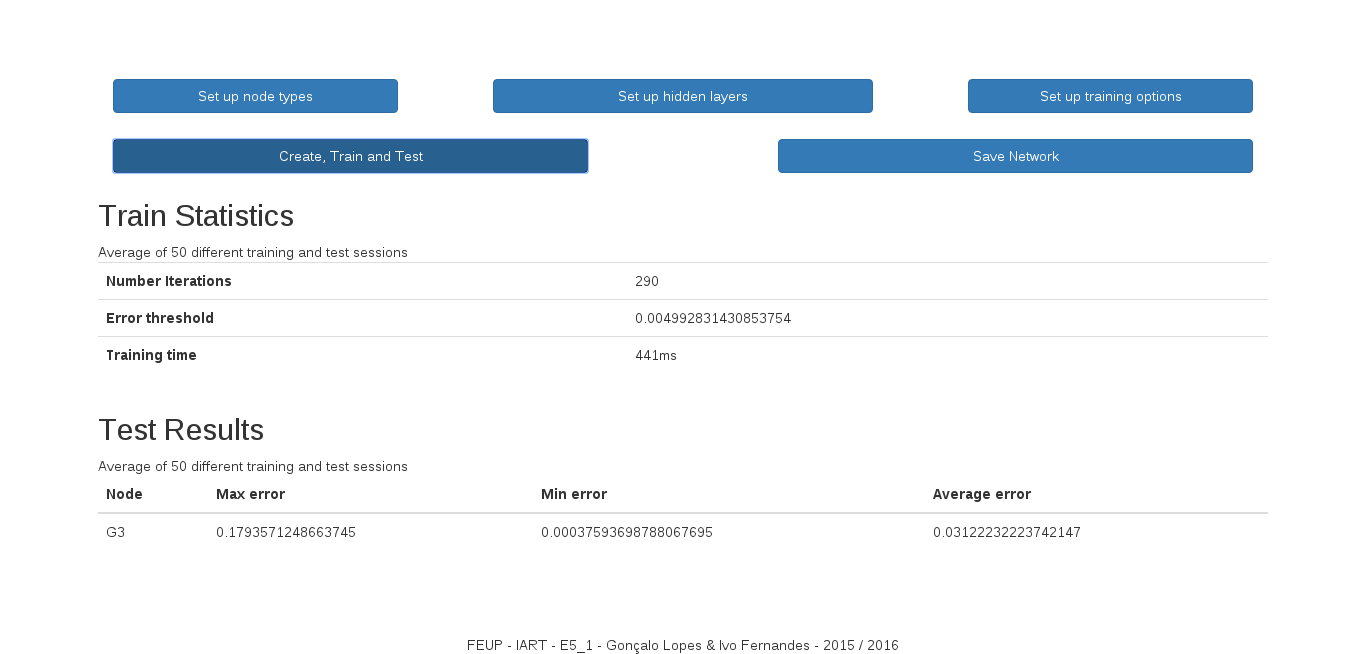 Set up node types Set up hidden layers Set up training options
Create, Train and Test Save Network
Train Statistics
Average of 50 different training and test sessions
Number Iterations 290
Error threshold 0.004992831430853754
Training time 441ms
Test Results
Average of 50 different training and test sessions
Node Max error Min error Average error
G3 0.1793571248663745 0.00037593698788067695 0.03122232223742147
FEUP - IART - E5_1 - Gonçalo Lopes & Ivo Fernandes - 2015 / 2016